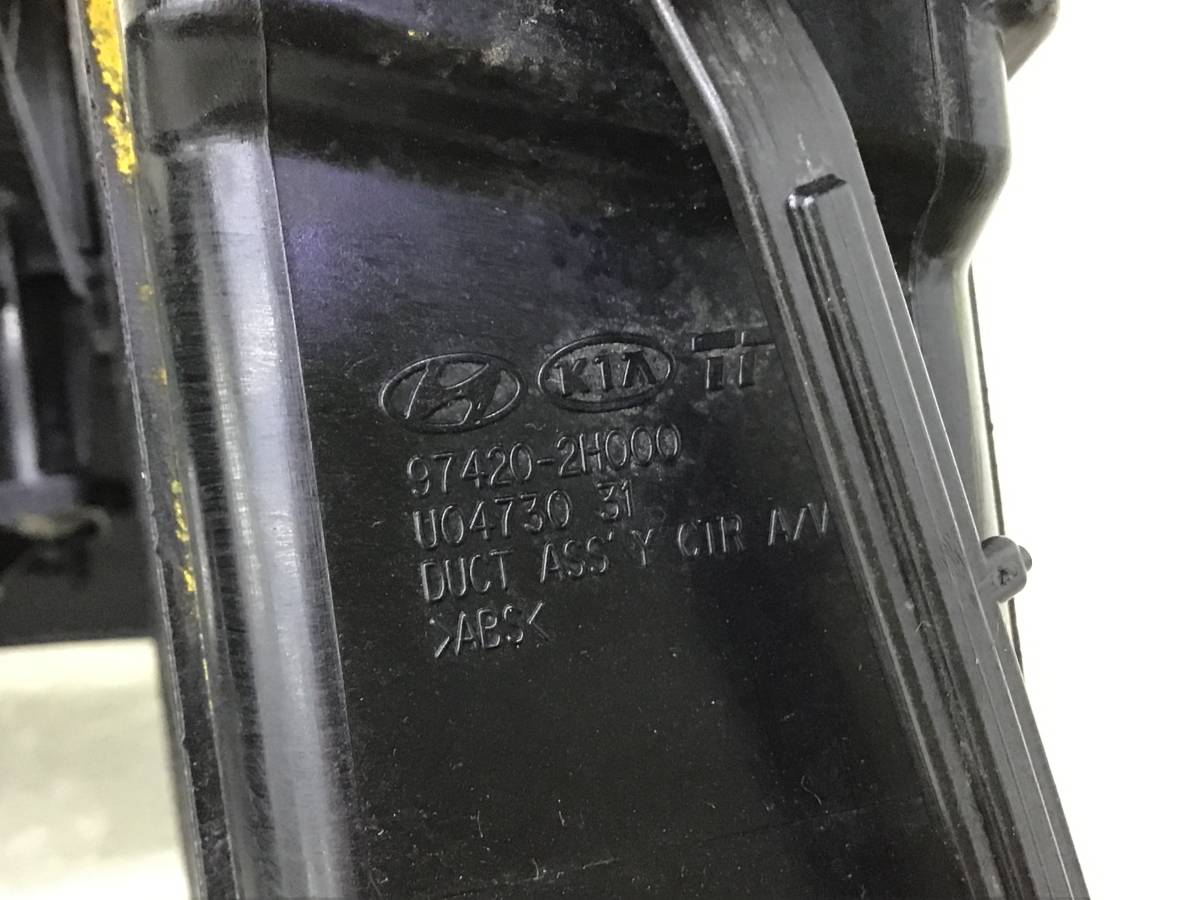 KIA
97420-2H000
U04730 31
DUCT ASS'Y CTR A/V
>ABS<